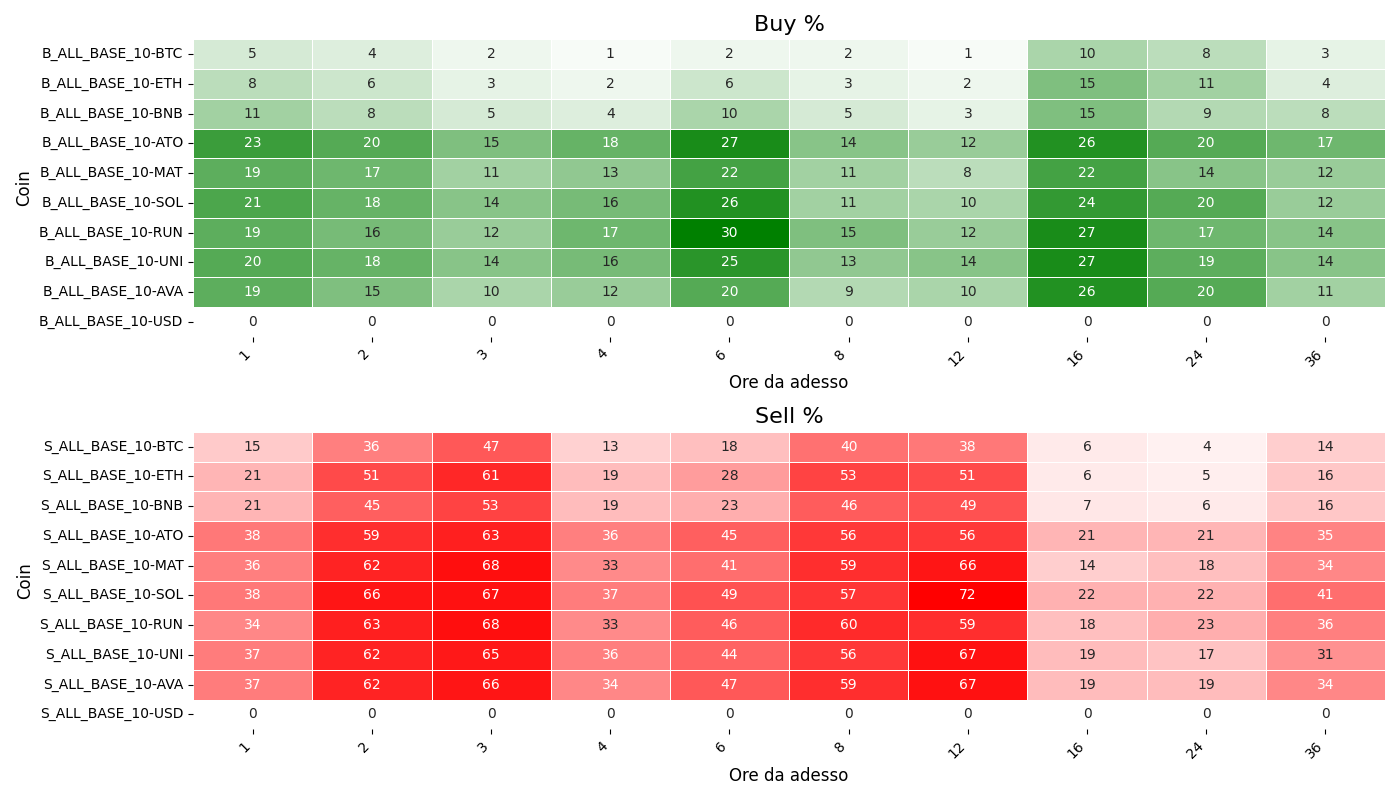 Buy %
Coin
B_ALL_BASE_10-BTC 5 4 2 1 2 2 1 10 8 3
B_ALL_BASE_10-ETH 8 6 3 2 6 3 2 15 11 4
B_ALL_BASE_10-BNB 11 8 5 4 10 5 3 15 9 8
B_ALL_BASE_10-ATO 23 20 15 18 27 14 12 26 20 17
B_ALL_BASE_10-MAT 19 17 11 13 22 11 8 22 14 12
B_ALL_BASE_10-SOL 21 18 14 16 26 11 10 24 20 12
B_ALL_BASE_10-RUN 19 16 12 17 30 15 12 27 17 14
B_ALL_BASE_10-UNI 20 18 14 16 25 13 14 27 19 14
B_ALL_BASE_10-AVA 19 15 10 12 20 9 10 26 20 11
B_ALL_BASE_10-USD 0 0 0 0 0 0 0 0 0 0
1 2 3 4 6 8 12 16 24 36
Ore da adesso
Sell %
Coin
S_ALL_BASE_10-BTC 15 36 47 13 18 40 38 6 4 14
S_ALL_BASE_10-ETH 21 51 61 19 28 53 51 6 5 16
S_ALL_BASE_10-BNB 21 45 53 19 23 46 49 7 6 16
S_ALL_BASE_10-ATO 38 59 63 36 45 56 56 21 21 35
S_ALL_BASE_10-MAT 36 62 68 33 41 59 66 14 18 34
S_ALL_BASE_10-SOL 38 66 67 37 49 57 72 22 22 41
S_ALL_BASE_10-RUN 34 63 68 33 46 60 59 18 23 36
S_ALL_BASE_10-UNI 37 62 65 36 44 56 67 19 17 31
S_ALL_BASE_10-AVA 37 62 66 34 47 59 67 19 19 34
S_ALL_BASE_10-USD 0 0 0 0 0 0 0 0 0 0
1 2 3 4 6 8 12 16 24 36
Ore da adesso